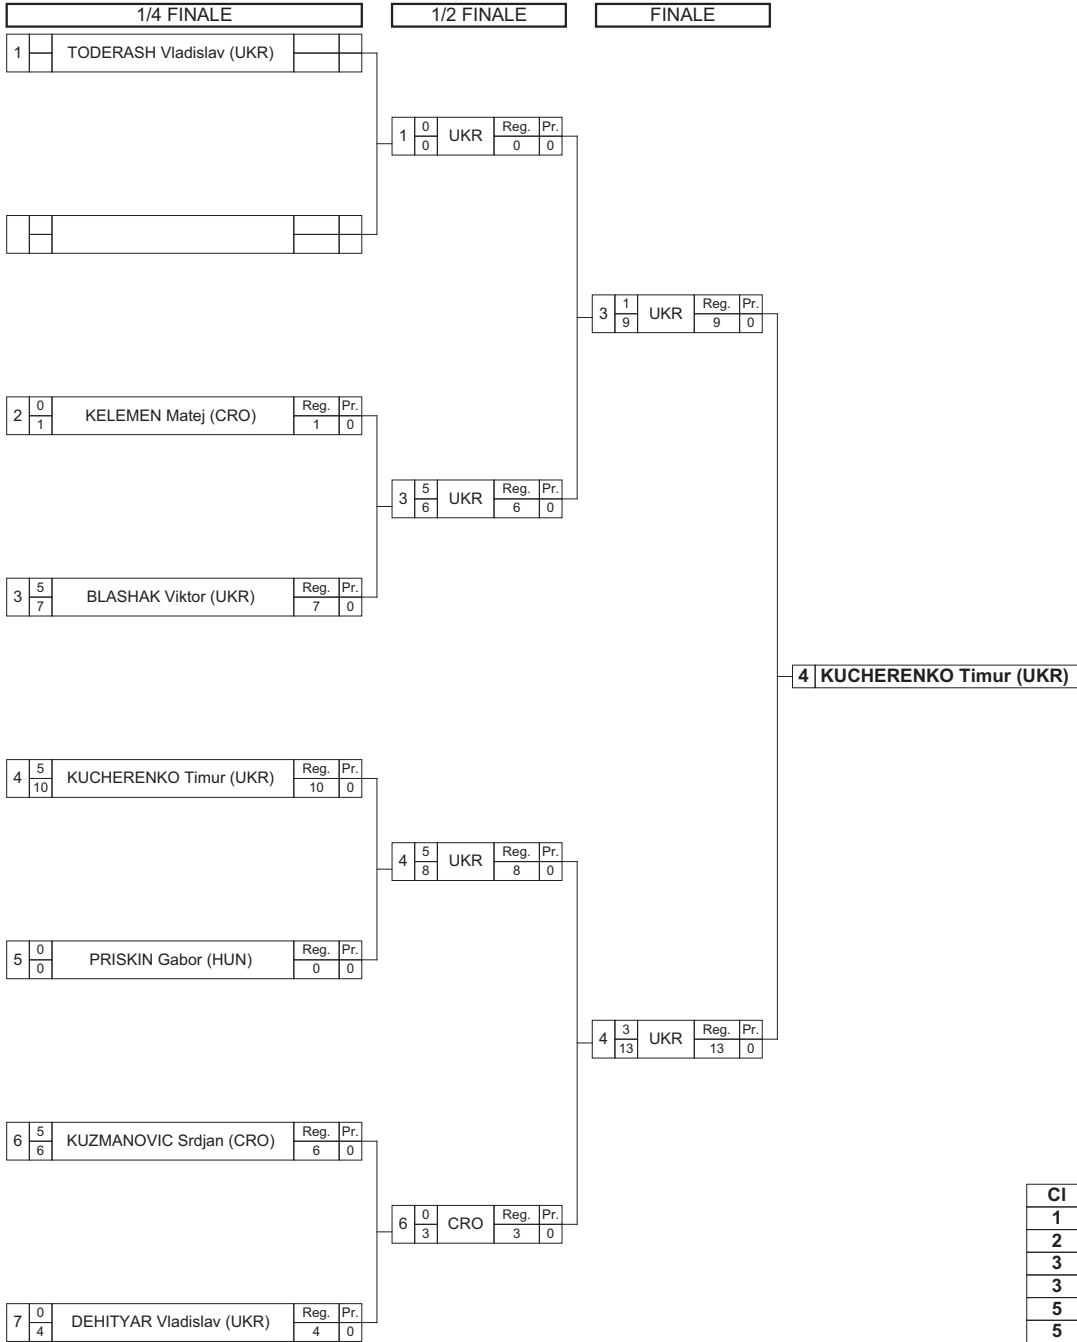 1/4 FINALE 1/2 FINALE FINALE
1 TODERASH Vladislav (UKR)
0 Reg. Pr.
1 UKR
0 0 0
1 Reg. Pr.
3 UKR
9 9 0
0 Reg. Pr.
2 KELEMEN Matej (CRO)
1 1 0
5 Reg. Pr.
3 UKR
6 6 0
5 Reg. Pr.
3 BLASHAK Viktor (UKR)
7 7 0
4 KUCHERENKO Timur (UKR)
5 Reg. Pr.
4 KUCHERENKO Timur (UKR)
10 10 0
5 Reg. Pr.
4 UKR
8 8 0
0 Reg. Pr.
5 PRISKIN Gabor (HUN)
0 0 0
3 Reg. Pr.
4 UKR
13 13 0
5 Reg. Pr.
6 KUZMANOVIC Srdjan (CRO)
6 6 0
0 Reg. Pr.
6 CRO
3 3 0
0 Reg. Pr.
7 DEHITYAR Vladislav (UKR)
4 4 0
Cl
1
2
3
3
5
5